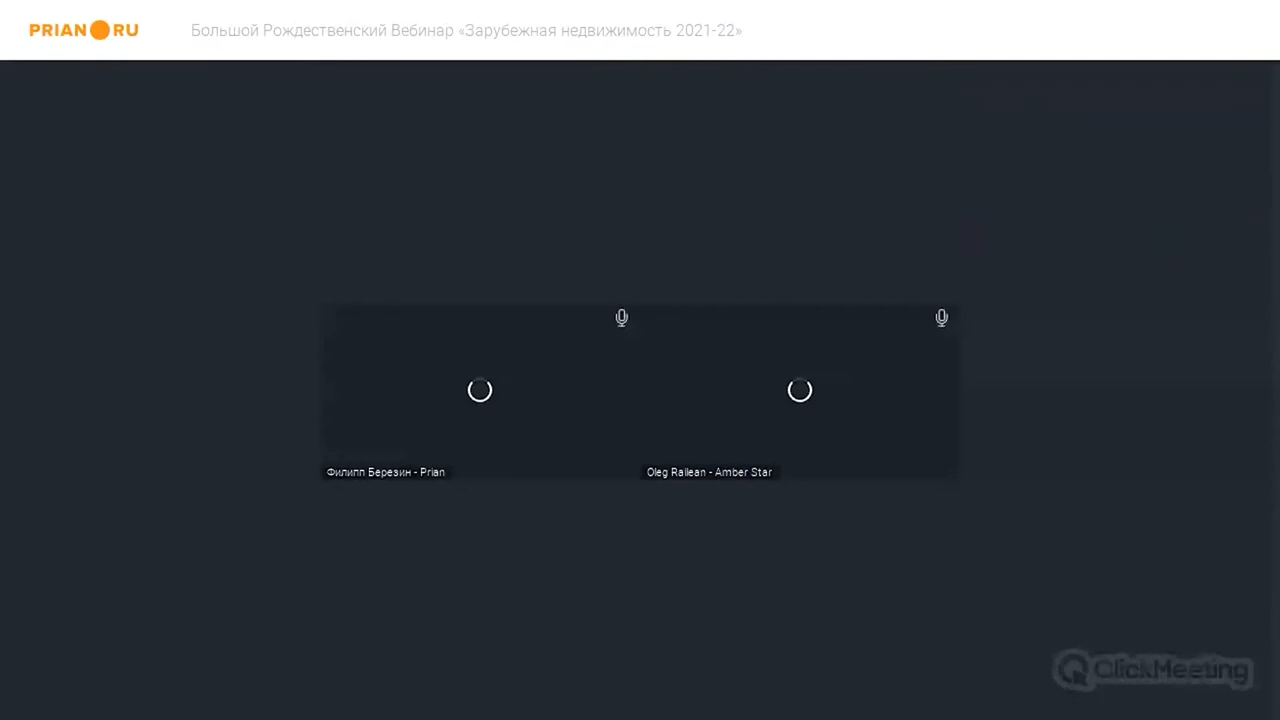 PRIAN RU
Большой Рождественский Вебинар «Зарубежная недвижимость 2021-22»
Филипп Березин - Prian
Oleg Railean - Amber Star
ClickMeeting